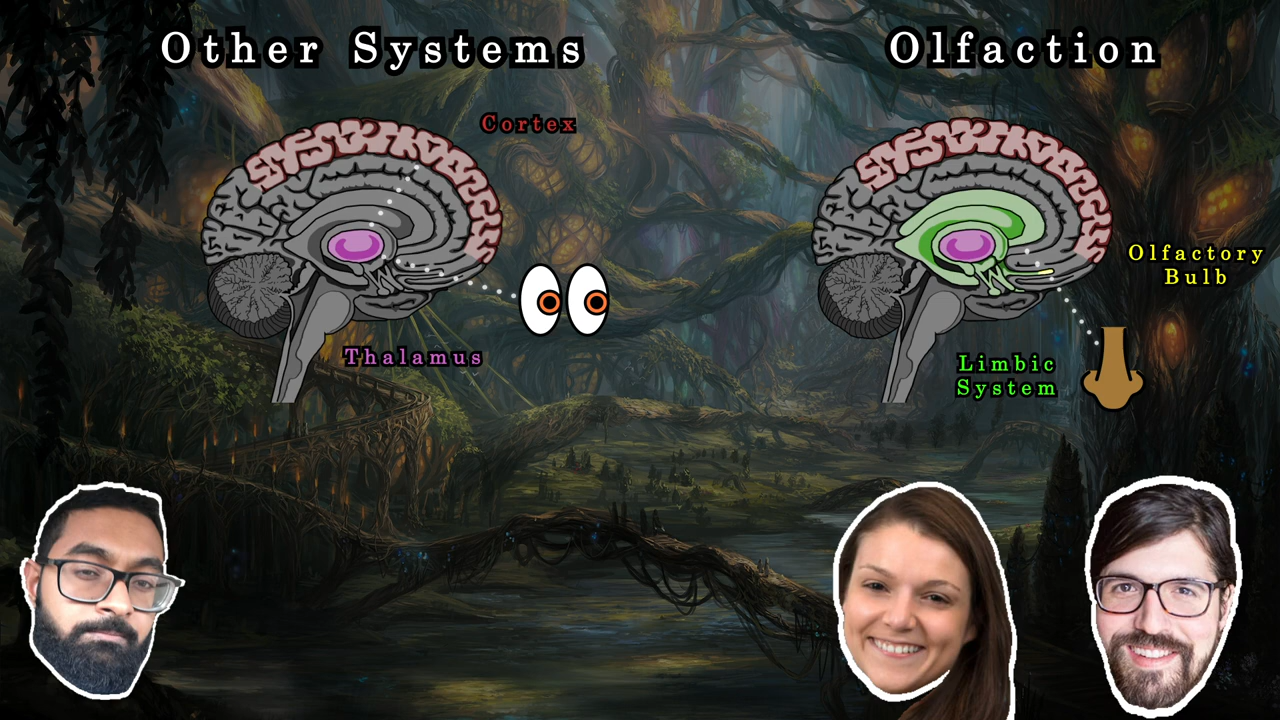 Other Systems
Olfaction
Cortex
Olfactory
Bulb
Thalamus
Limbic
System